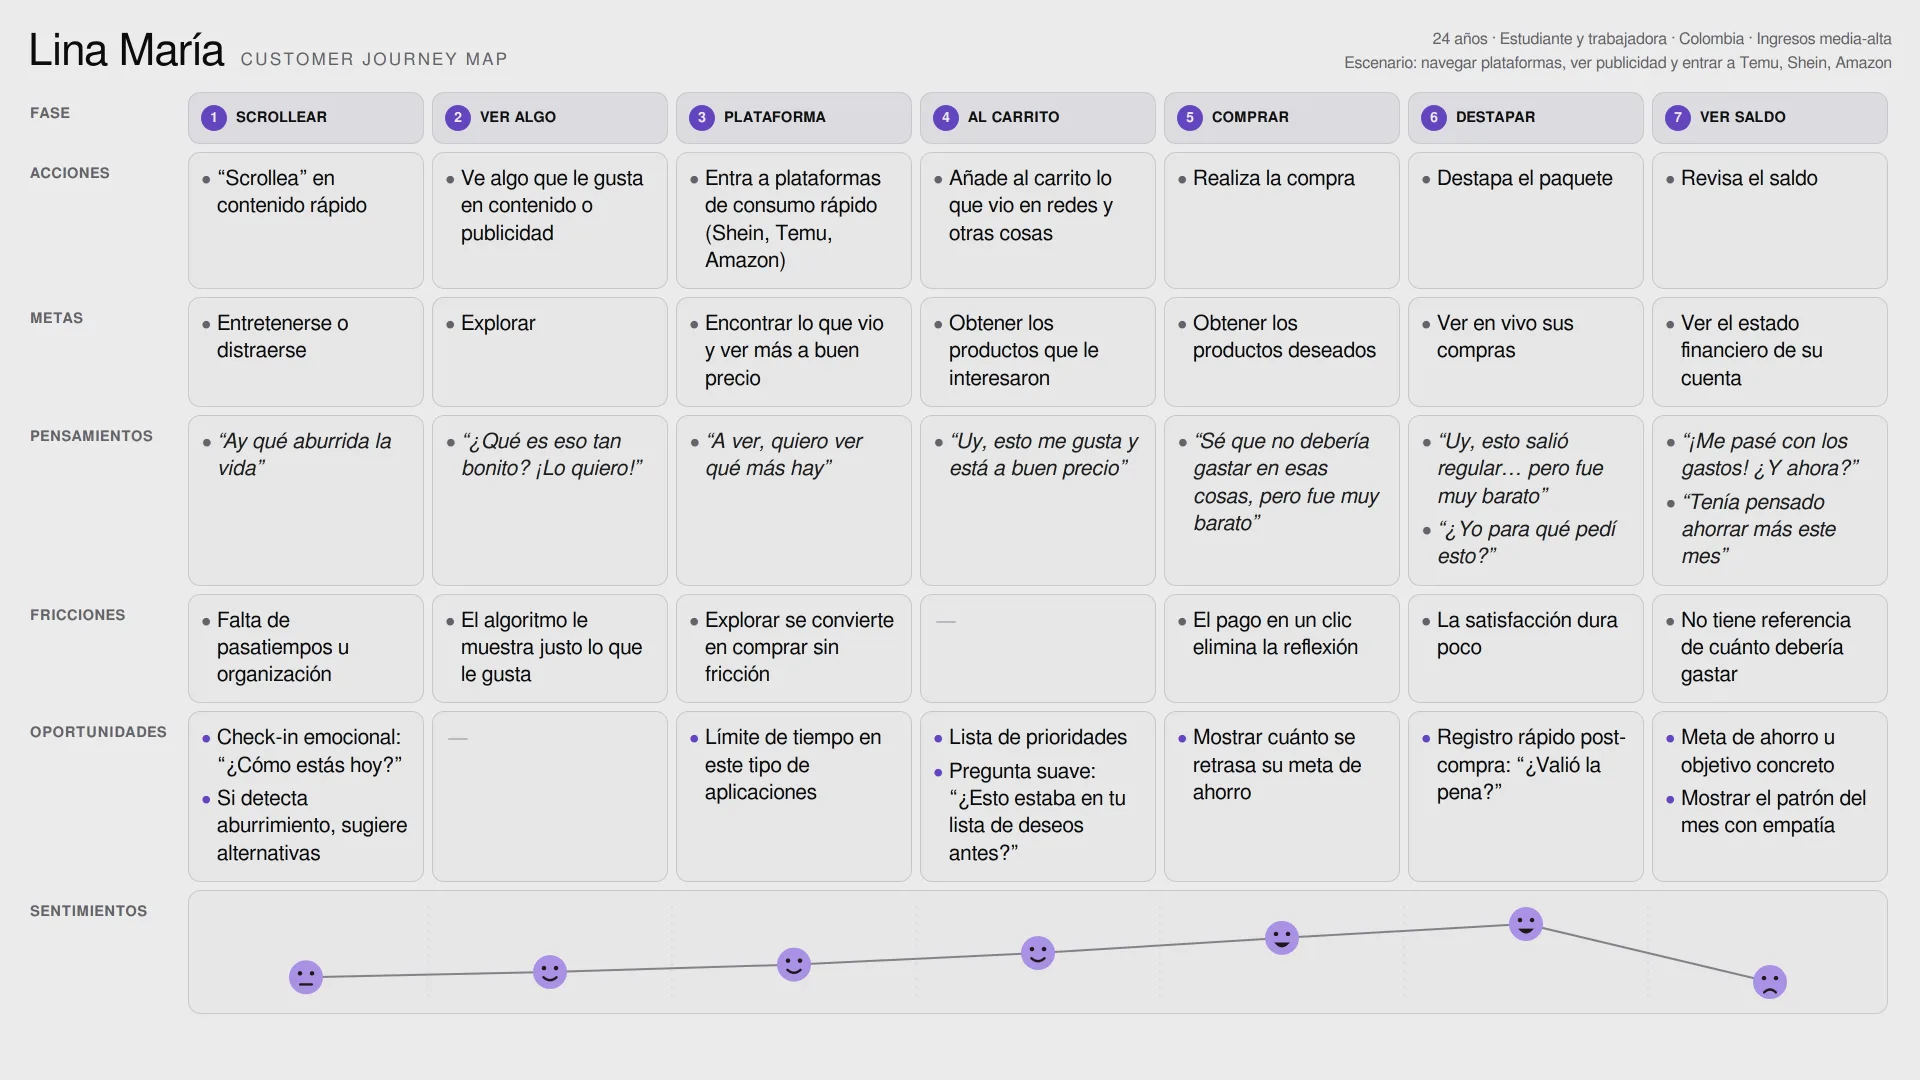 Lina María CUSTOMER JOURNEY MAP
24 años · Estudiante y trabajadora · Colombia · Ingresos media-alta
Escenario: navegar plataformas, ver publicidad y entrar a Temu, Shein, Amazon
FASE
1 SCROLLEAR
2 VER ALGO
3 PLATAFORMA
4 AL CARRITO
5 COMPRAR
6 DESTAPAR
7 VER SALDO
ACCIONES
• “Scrollea” en
contenido rápido
• Ve algo que le gusta
en contenido o
publicidad
• Entra a plataformas
de consumo rápido
(Shein, Temu,
Amazon)
• Añade al carrito lo
que vio en redes y
otras cosas
• Realiza la compra
• Destapa el paquete
• Revisa el saldo
METAS
• Entretenerse o
distraerse
• Explorar
• Encontrar lo que vio
y ver más a buen
precio
• Obtener los
productos que le
interesaron
• Obtener los
productos deseados
• Ver en vivo sus
compras
• Ver el estado
financiero de su
cuenta
PENSAMIENTOS
• “Ay qué aburrida la
vida”
• “¿Qué es eso tan
bonito? ¡Lo quiero!”
• “A ver, quiero ver
qué más hay”
• “Uy, esto me gusta y
está a buen precio”
• “Sé que no debería
gastar en esas
cosas, pero fue muy
barato”
• “Uy, esto salió
regular… pero fue
muy barato”
• “¿Yo para qué pedí
esto?”
• “¡Me pasé con los
gastos! ¿Y ahora?”
• “Tenía pensado
ahorrar más este
mes”
FRICCIONES
• Falta de
pasatiempos u
organización
• El algoritmo le
muestra justo lo que
le gusta
• Explorar se convierte
en comprar sin
fricción
—
• El pago en un clic
elimina la reflexión
• La satisfacción dura
poco
• No tiene referencia
de cuánto debería
gastar
OPORTUNIDADES
• Check-in emocional:
“¿Cómo estás hoy?”
• Si detecta
aburrimiento, sugiere
alternativas
—
• Límite de tiempo en
este tipo de
aplicaciones
• Lista de prioridades
• Pregunta suave:
“¿Esto estaba en tu
lista de deseos
antes?”
• Mostrar cuánto se
retrasa su meta de
ahorro
• Registro rápido post-
compra: “¿Valió la
pena?”
• Meta de ahorro u
objetivo concreto
• Mostrar el patrón del
mes con empatía
SENTIMIENTOS